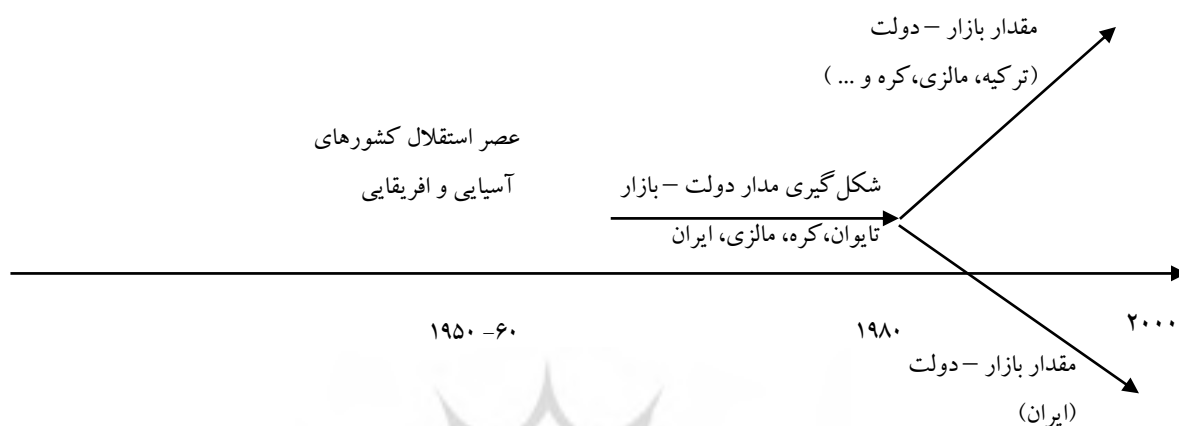 مقدار بازار – دولت
(ترکیه، مالزی،کره و ... )
عصر استقلال کشورهای
آسیایی و افریقایی
شکل‌گیری مدار دولت – بازار
تایوان،کره، مالزی، ایران
۱۹۵۰ –۶۰
۱۹۸۰
۲۰۰۰
مقدار بازار – دولت
(ایران)